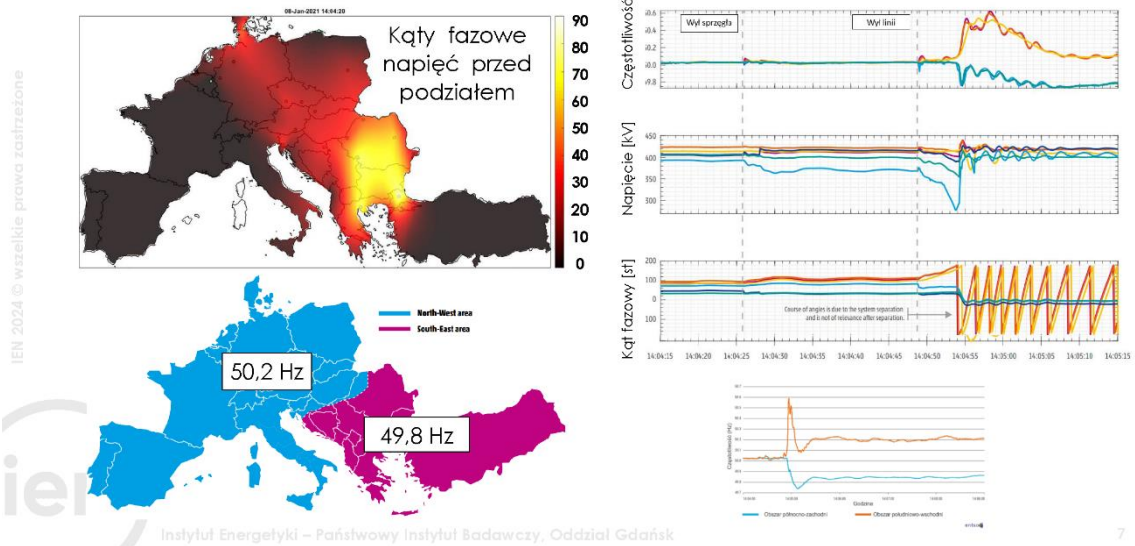 08-Jan-2021 14:04:20
Kąty fazowe
napięć przed
podziałem
90
80
70
60
50
40
30
20
10
0
IEN 2024 © wszelkie prawa zastrzeżone
North-West area
South-East area
50,2 Hz
49,8 Hz
Częstotliwość
Wył sprzęgła
Wył linii
Napięcie [kV]
450
400
350
300
Kąt fazowy [st]
200
100
0
100
Course of angles is due to the system separation
and is not of relevance after separation.
14:04:15 14:04:20 14:04:25 14:04:30 14:04:35 14:04:40 14:04:45 14:04:50 14:04:55 14:05:00 14:05:05 14:05:10 14:05:15
Częstotliwość [Hz]
Godzina
Obszar północno-zachodni
Obszar południowo-wschodni
ien
Instytut Energetyki – Państwowy Instytut Badawczy, Oddział Gdańsk
7